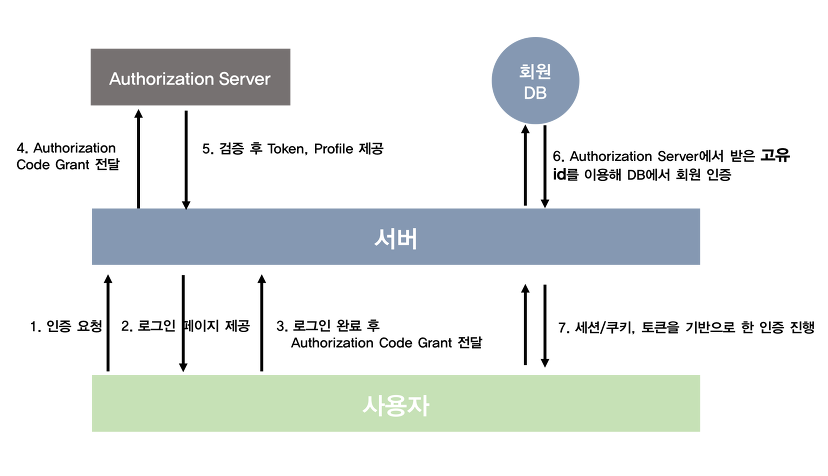 Authorization Server
회원
DB
4. Authorization
Code Grant 전달
5. 검증 후 Token, Profile 제공
6. Authorization Server에서 받은 고유
id를 이용해 DB에서 회원 인증
서버
1. 인증 요청
2. 로그인 페이지 제공
3. 로그인 완료 후
Authorization Code Grant 전달
7. 세션/쿠키, 토큰을 기반으로 한 인증 진행
사용자